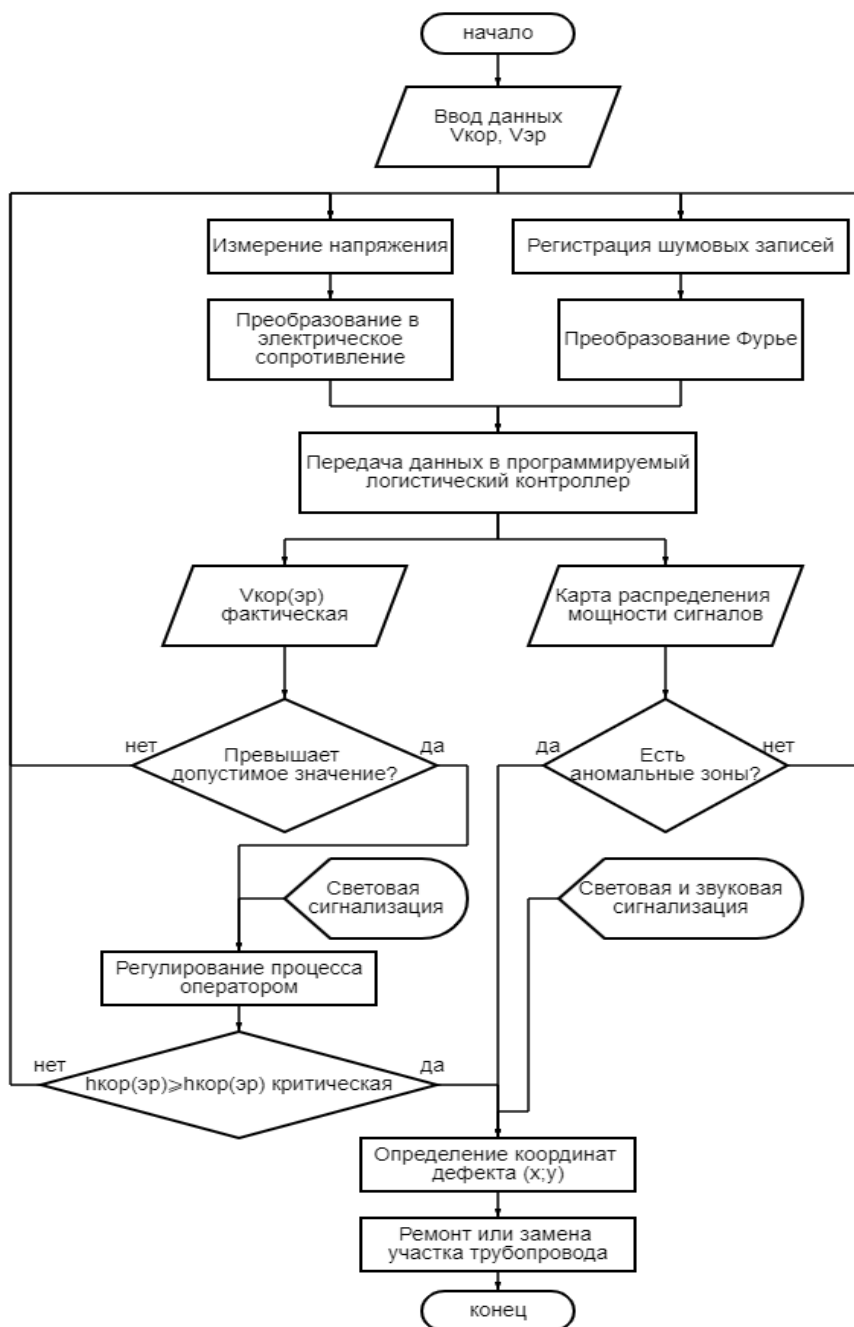 начало
Ввод данных
Vкор, Vэр
Измерение напряжения
Регистрация шумовых записей
Преобразование в
электрическое
сопротивление
Преобразование Фурье
Передача данных в программируемый
логистический контроллер
Vкор(эр)
фактическая
Карта распределения
мощности сигналов
нет
Превышает
допустимое значение?
да
да
Есть
аномальные зоны?
нет
Световая
сигнализация
Световая и звуковая
сигнализация
Регулирование процесса
оператором
нет
hкор(эр)⩾hкор(эр) критическая
да
Определение координат
дефекта (x;y)
Ремонт или замена
участка трубопровода
конец